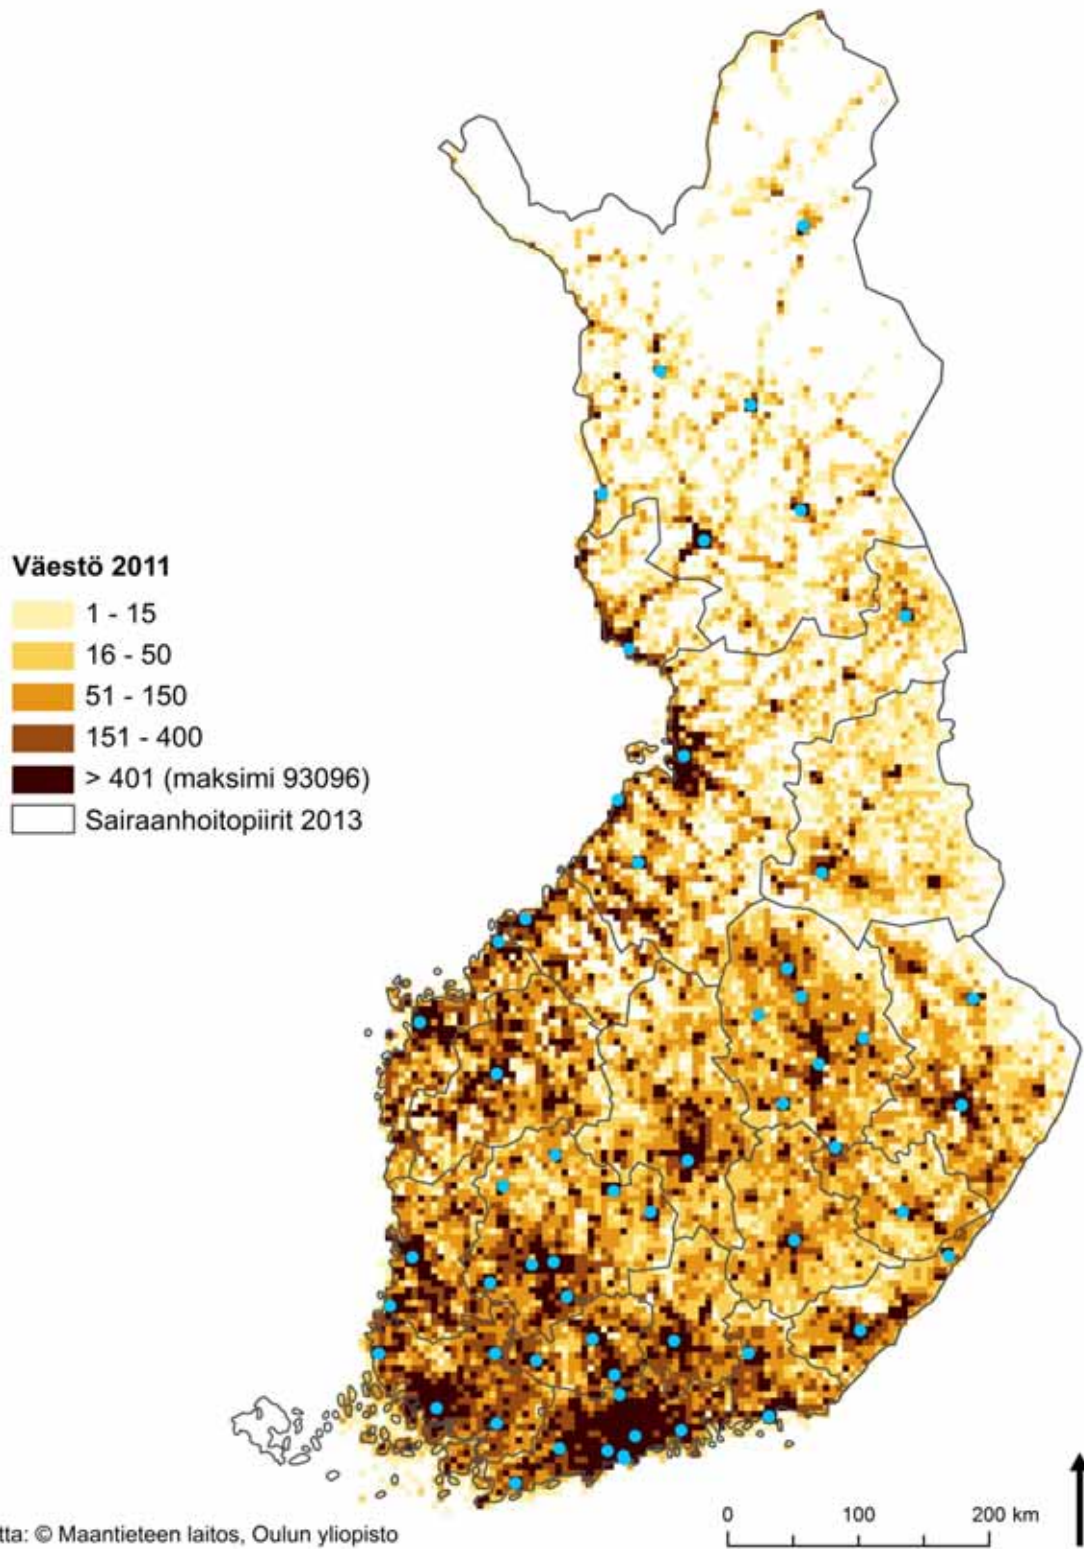 Väestö 2011
1 - 15
16 - 50
51 - 150
151 - 400
> 401 (maksimi 93096)
Sairaanhoitopiirit 2013
0 100 200 km
© Maantieteen laitos, Oulun yliopisto